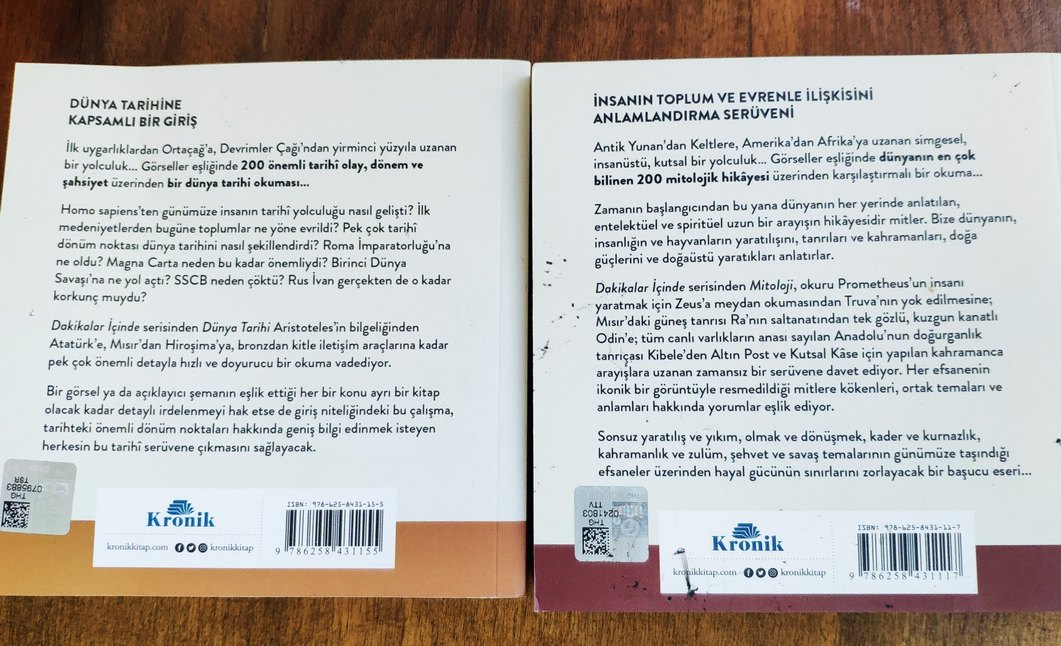 DÜNYA TARİHİNE
KAPSAMLI BİR GİRİŞ
İlk uygarlıklardan Ortaçağ'a, Devrimler Çağı'ndan yirminci yüzyıla uzanan
bir yolculuk... Görseller eşliğinde 200 önemli tarihî olay, dönem ve
şahsiyet üzerinden bir dünya tarihi okuması...
Homo sapiens'ten günümüze insanın tarihî yolculuğu nasıl gelişti? İlk
medeniyetlerden bugüne toplumlar ne yöne evrildi? Pek çok tarihî
dönüm noktası dünya tarihini nasıl şekillendirdi? Roma İmparatorluğu'na
ne oldu? Magna Carta neden bu kadar önemliydi? Birinci Dünya
Savaşı'na ne yol açtı? SSCB neden çöktü? Rus İvan gerçekten de o kadar
korkunç muydu?
Dakikalar İçinde serisinden Dünya Tarihi Aristoteles'in bilgeliğinden
Atatürk'e, Mısır'dan Hiroşima'ya, bronzdan kitle iletişim araçlarına kadar
pek çok önemli detayla hızlı ve doyurucu bir okuma vadediyor.
Bir görsel ya da açıklayıcı şemanın eşlik ettiği her bir konu ayrı bir kitap
olacak kadar detaylı irdelenmeyi hak etse de giriş niteliğindeki bu çalışma,
tarihteki önemli dönüm noktaları hakkında geniş bilgi edinmek isteyen
herkesin bu tarihî serüvene çıkmasını sağlayacak.
THG
0795883
TSR
Kronik
kronikkitap.com kronikkitap
ISBN: 978-625-8431-15-5
9 786258 431155
İNSANIN TOPLUM VE EVRENLE İLİŞKİSİNİ
ANLAMLANDIRMA SERÜVENİ
Antik Yunan'dan Keltlere, Amerika'dan Afrika'ya uzanan simgesel,
insanüstü, kutsal bir yolculuk... Görseller eşliğinde dünyanın en çok
bilinen 200 mitolojik hikâyesi üzerinden karşılaştırmalı bir okuma...
Zamanın başlangıcından bu yana dünyanın her yerinde anlatılan,
entelektüel ve spiritüel uzun bir arayışın hikâyesidir mitler. Bize dünyanın,
insanlığın ve hayvanların yaratılışını, tanrıları ve kahramanları, doğa
güçlerini ve doğaüstü yaratıkları anlatırlar.
Dakikalar İçinde serisinden Mitoloji, okuru Prometheus'un insanı
yaratmak için Zeus'a meydan okumasından Truva'nın yok edilmesine;
Mısır'daki güneş tanrısı Ra'nın saltanatından tek gözlü, kuzgun kanatlı
Odin'e; tüm canlı varlıkların anası sayılan Anadolu'nun doğurganlık
tanrıçası Kibele'den Altın Post ve Kutsal Kâse için yapılan kahramanca
arayışlara uzanan zamansız bir serüvene davet ediyor. Her efsanenin
ikonik bir görüntüyle resmedildiği mitlere kökenleri, ortak temaları ve
anlamları hakkında yorumlar eşlik ediyor.
Sonsuz yaratılış ve yıkım, olmak ve dönüşmek, kader ve kurnazlık,
kahramanlık ve zulüm, şehvet ve savaş temalarının günümüze taşındığı
efsaneler üzerinden hayal gücünün sınırlarını zorlayacak bir başucu eseri...
THG
0241803
TTV
Kronik
kronikkitap.com kronikkitap
ISBN: 978-625-8431-11-7
9 786258 431117